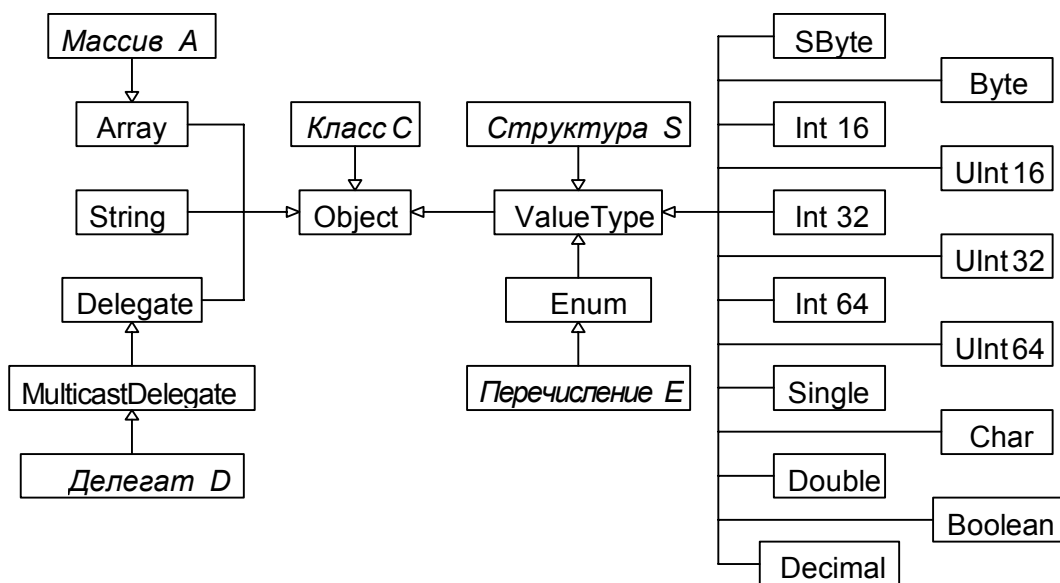 Массив A
SByte
Byte
Array
Класс C
Структура S
Int 16
UInt 16
String
Object
ValueType
Int 32
UInt 32
Delegate
Enum
Int 64
UInt 64
MulticastDelegate
Перечисление E
Single
Char
Делегат D
Double
Boolean
Decimal